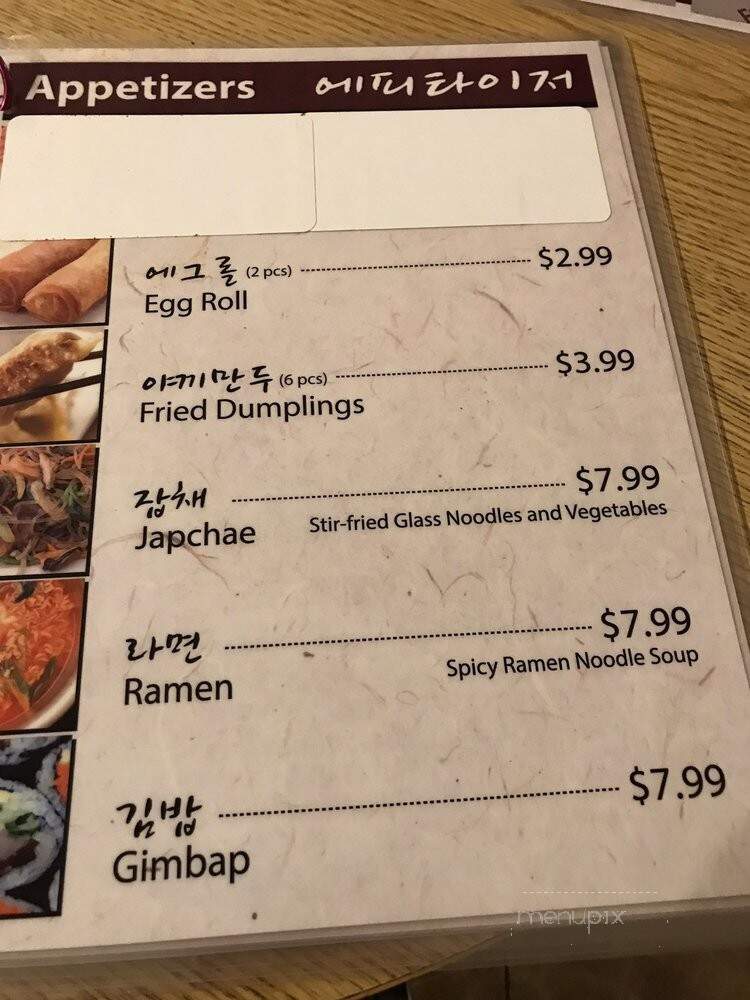 Appetizers 에피타이저
에그롤 (2 pcs) $2.99
Egg Roll
야끼만두 (6 pcs) $3.99
Fried Dumplings
잡채 $7.99
Japchae Stir-fried Glass Noodles and Vegetables
라면 $7.99
Ramen Spicy Ramen Noodle Soup
김밥 $7.99
Gimbap
menupix